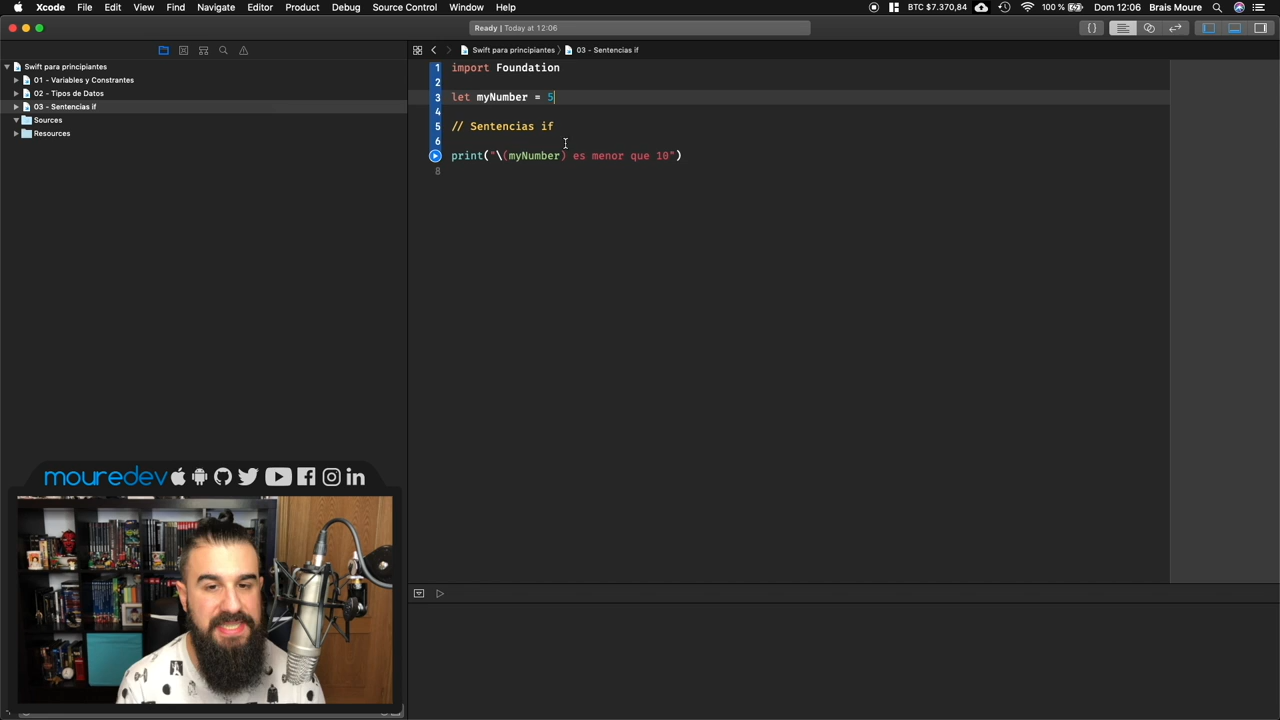 Xcode File Edit View Find Navigate Editor Product Debug Source Control Window Help BTC $7.370,84 100 % Dom 12:06 Brais Moure
Ready | Today at 12:06
{}
Swift para principiantes 03 - Sentencias if
Swift para principiantes
01 - Variables y Constantes
02 - Tipos de Datos
03 - Sentencias if
Sources
Resources
1 import Foundation
2
3 let myNumber = 5
4
5 // Sentencias if
6
print("\(myNumber) es menor que 10")
8
mouredev